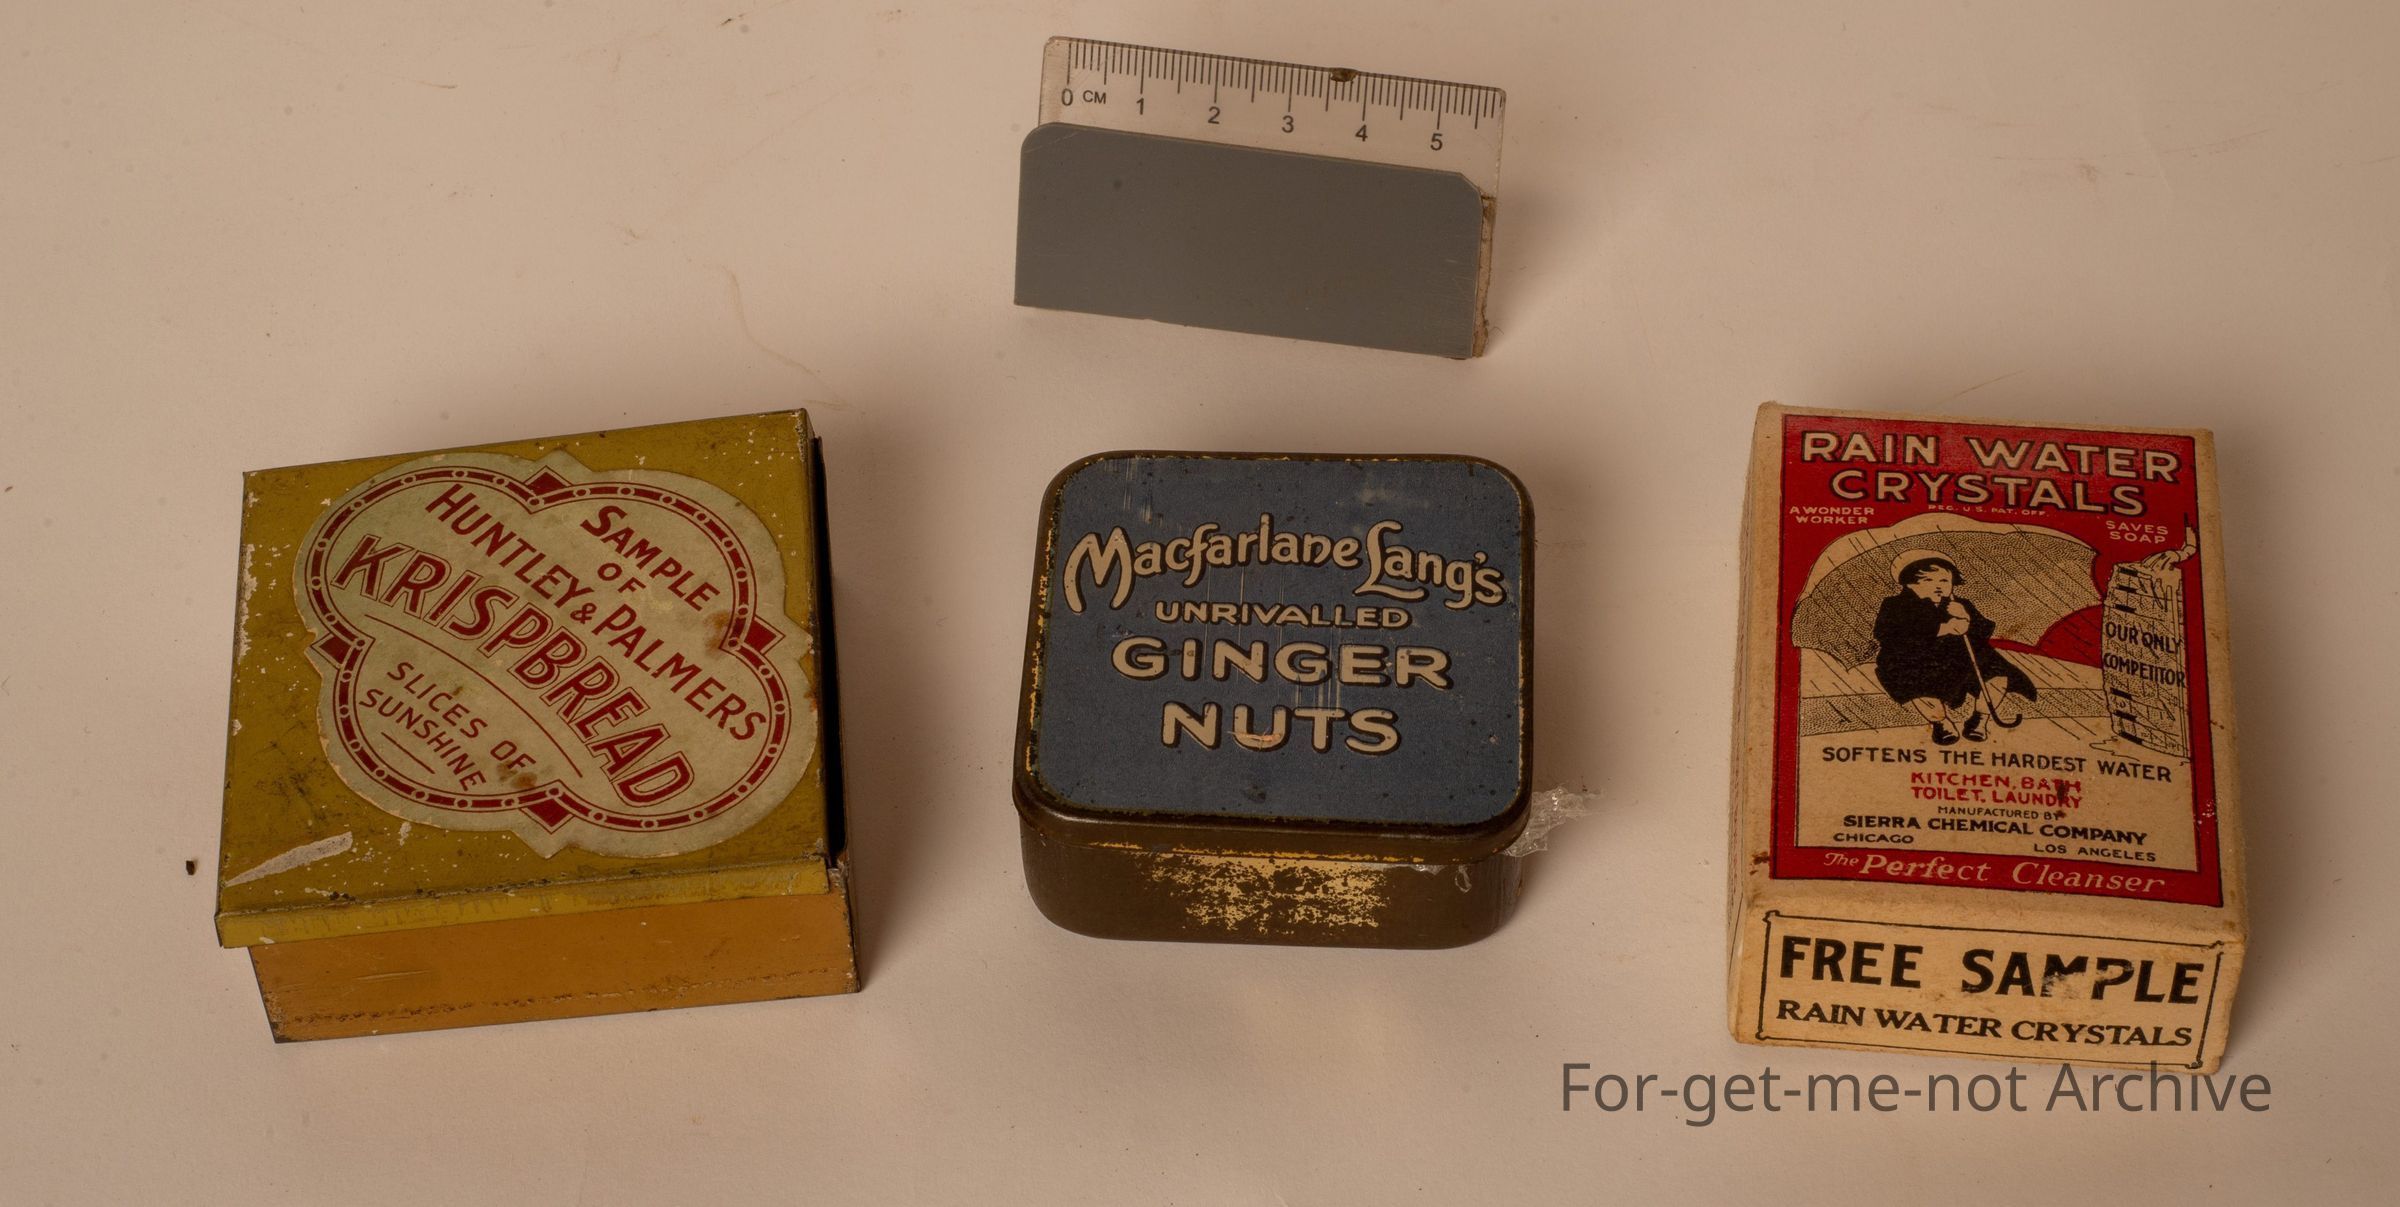 0 CM 1 2 3 4 5
SAMPLE
OF
HUNTLEY & PALMERS
KRISPBREAD
SLICES OF
SUNSHINE
Macfarlane Lang's
UNRIVALLED
GINGER
NUTS
RAIN WATER
CRYSTALS
REG. U.S. PAT. OFF.
A WONDER
WORKER
SAVES
SOAP
OUR ONLY
COMPETITOR
SOFTENS THE HARDEST WATER
KITCHEN, BATH
TOILET, LAUNDRY
MANUFACTURED BY
SIERRA CHEMICAL COMPANY
CHICAGO LOS ANGELES
The Perfect Cleanser
FREE SAMPLE
RAIN WATER CRYSTALS
For-get-me-not Archive